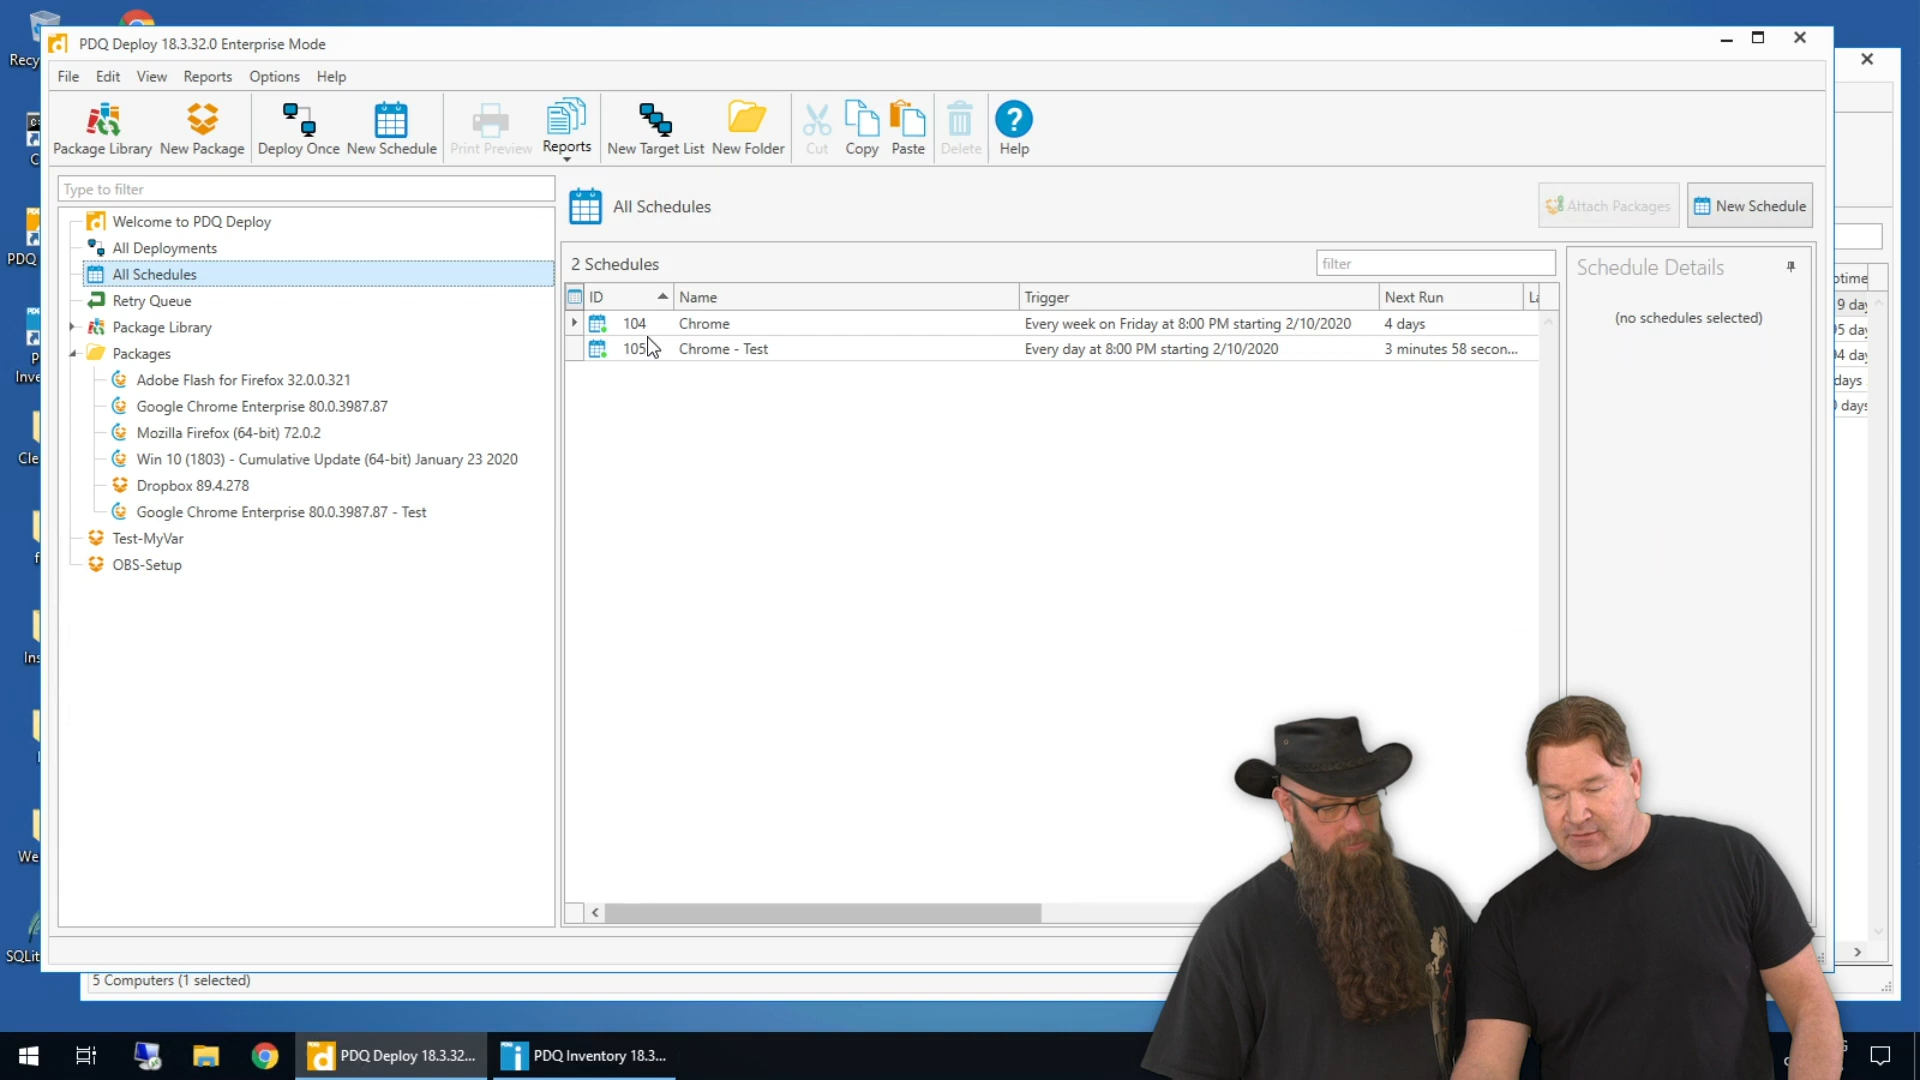 PDQ Deploy 18.3.32.0 Enterprise Mode
File Edit View Reports Options Help
Package Library New Package Deploy Once New Schedule Print Preview Reports New Target List New Folder Cut Copy Paste Delete Help
Type to filter
Welcome to PDQ Deploy
All Deployments
All Schedules
Retry Queue
Package Library
Packages
Adobe Flash for Firefox 32.0.0.321
Google Chrome Enterprise 80.0.3987.87
Mozilla Firefox (64-bit) 72.0.2
Win 10 (1803) - Cumulative Update (64-bit) January 23 2020
Dropbox 89.4.278
Google Chrome Enterprise 80.0.3987.87 - Test
Test-MyVar
OBS-Setup
All Schedules
Attach Packages New Schedule
2 Schedules
filter
ID Name Trigger Next Run
104 Chrome Every week on Friday at 8:00 PM starting 2/10/2020 4 days
105 Chrome - Test Every day at 8:00 PM starting 2/10/2020 3 minutes 58 secon...
Schedule Details
(no schedules selected)
5 Computers (1 selected)
PDQ Deploy 18.3.32...
PDQ Inventory 18.3...